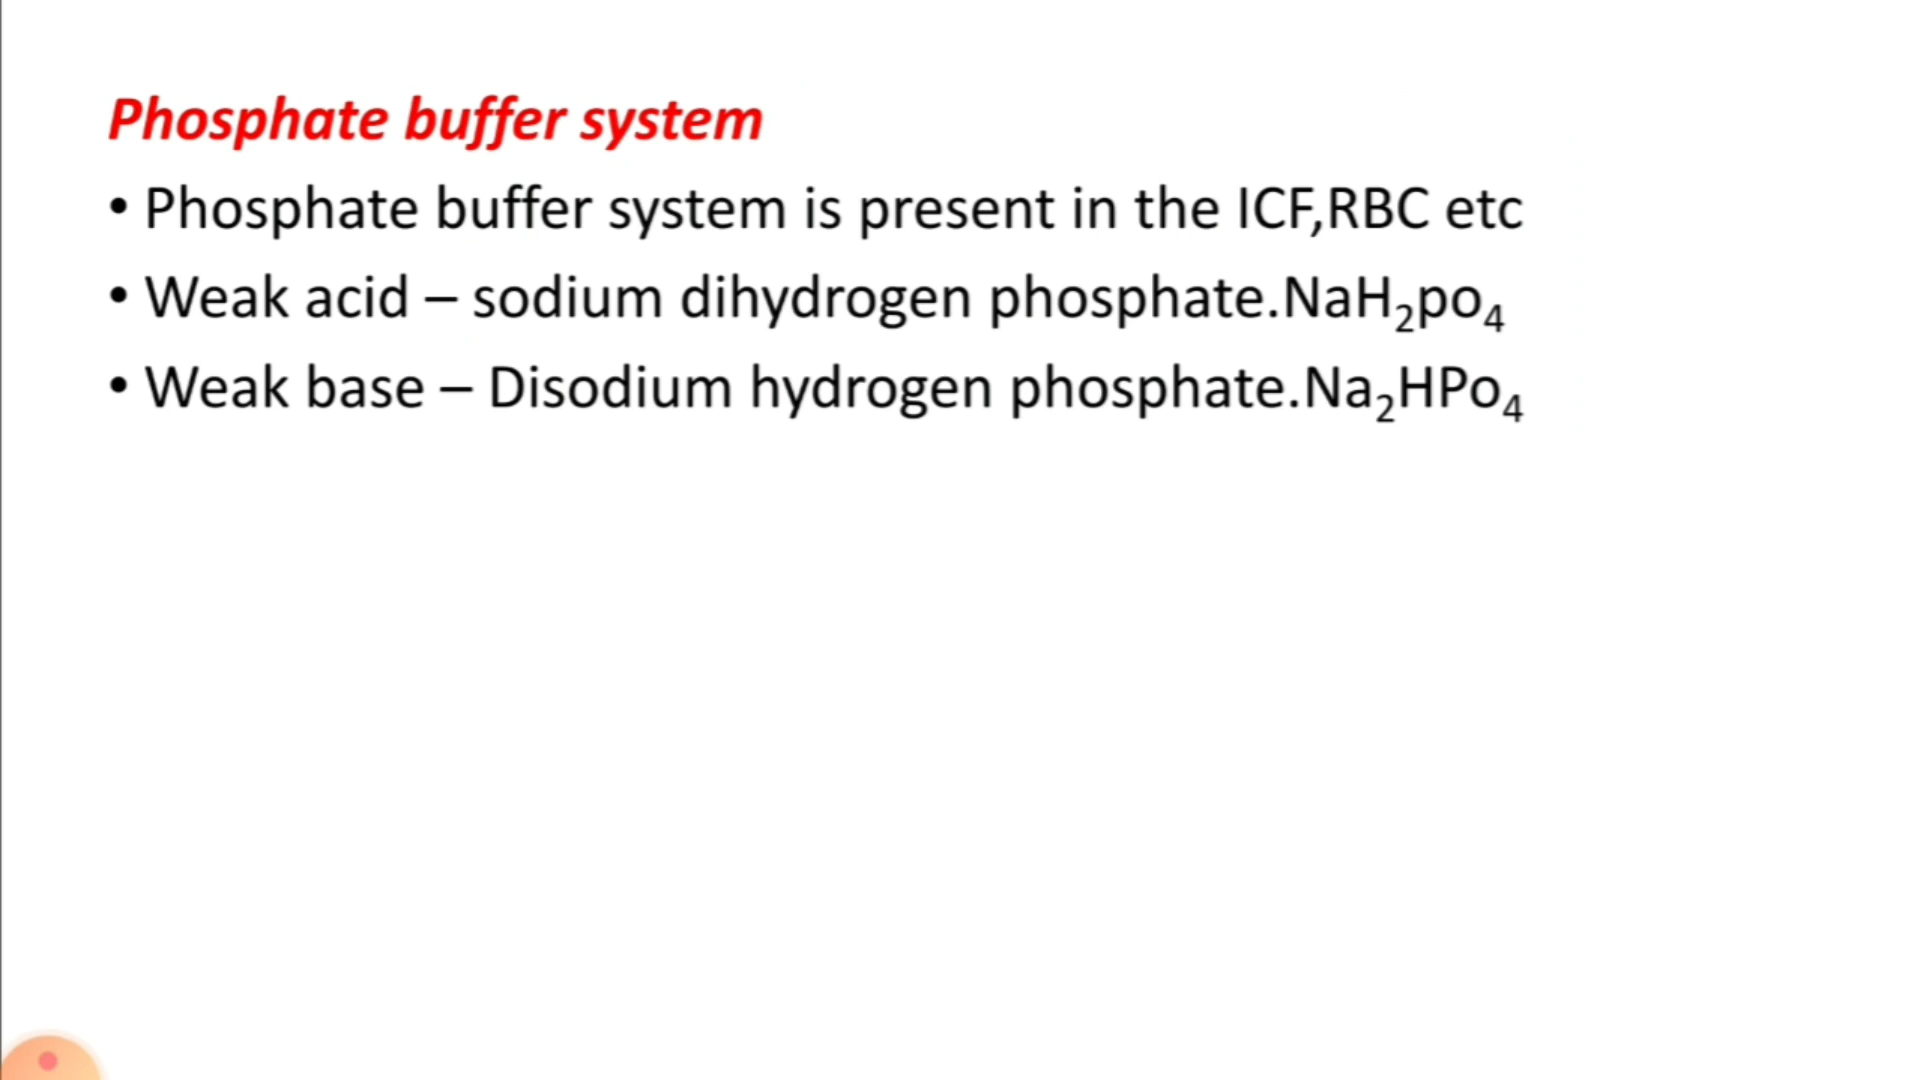 Phosphate buffer system
• Phosphate buffer system is present in the ICF,RBC etc
• Weak acid – sodium dihydrogen phosphate.NaH₂po₄
• Weak base – Disodium hydrogen phosphate.Na₂HPo₄